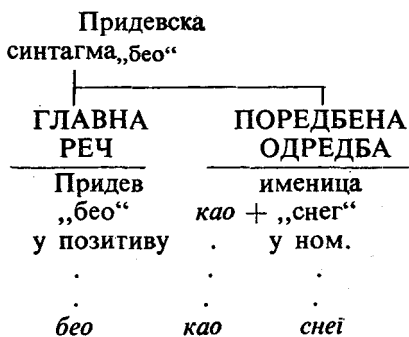 Придевска
синтагма„бео“
ГЛАВНА ПОРЕДБЕНА
РЕЧ ОДРЕДБА
Придев именица
„бео“ као + „снег“
у позитиву . у ном.
. . .
. . .
бео као снег